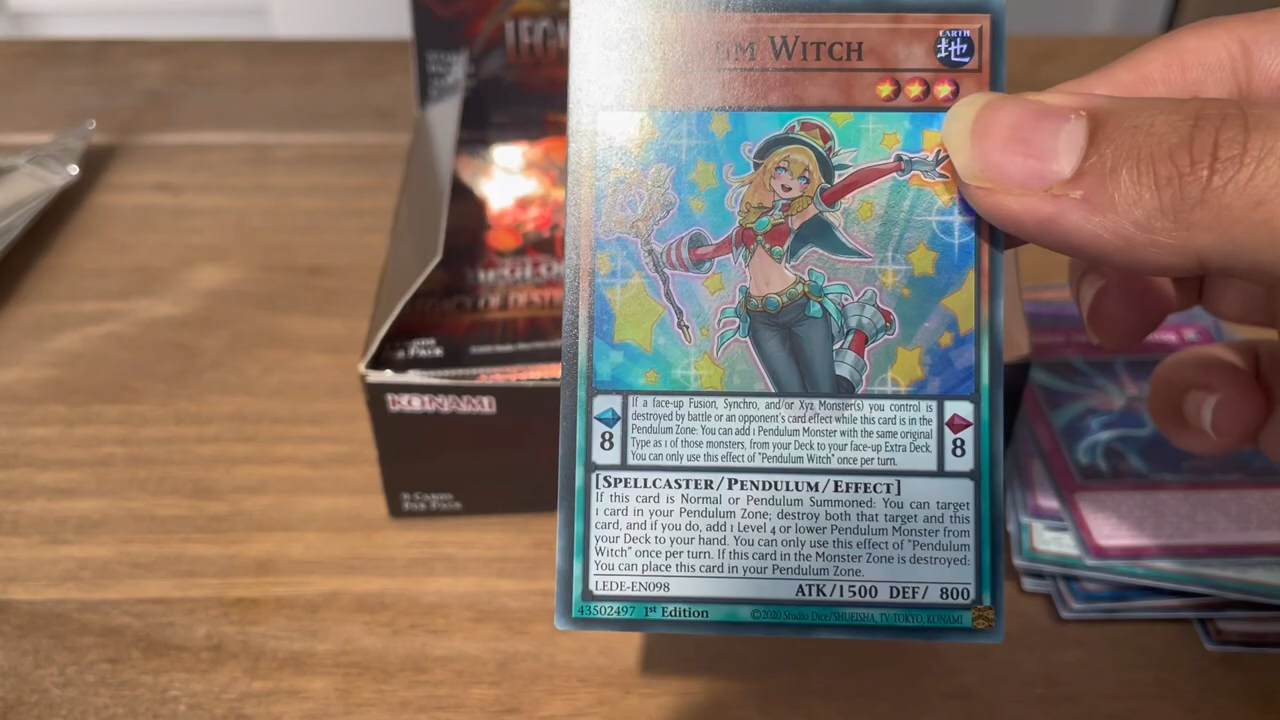 WITCH
EARTH
地
If a face-up Fusion, Synchro, and/or Xyz Monster(s) you control is
destroyed by battle or an opponent's card effect while this card is in the
Pendulum Zone: You can add 1 Pendulum Monster with the same original
Type as 1 of those monsters, from your Deck to your face-up Extra Deck.
You can only use this effect of "Pendulum Witch" once per turn.
8
8
[SPELLCASTER/PENDULUM/EFFECT]
If this card is Normal or Pendulum Summoned: You can target
1 card in your Pendulum Zone; destroy both that target and this
card, and if you do, add 1 Level 4 or lower Pendulum Monster from
your Deck to your hand. You can only use this effect of "Pendulum
Witch" once per turn. If this card in the Monster Zone is destroyed:
You can place this card in your Pendulum Zone.
LEDE-EN098
ATK/1500 DEF/ 800
43502497 1st Edition
©2020 Studio Dice/SHUEISHA, TV TOKYO, KONAMI
KONAMI
9 Cards
Per Pack